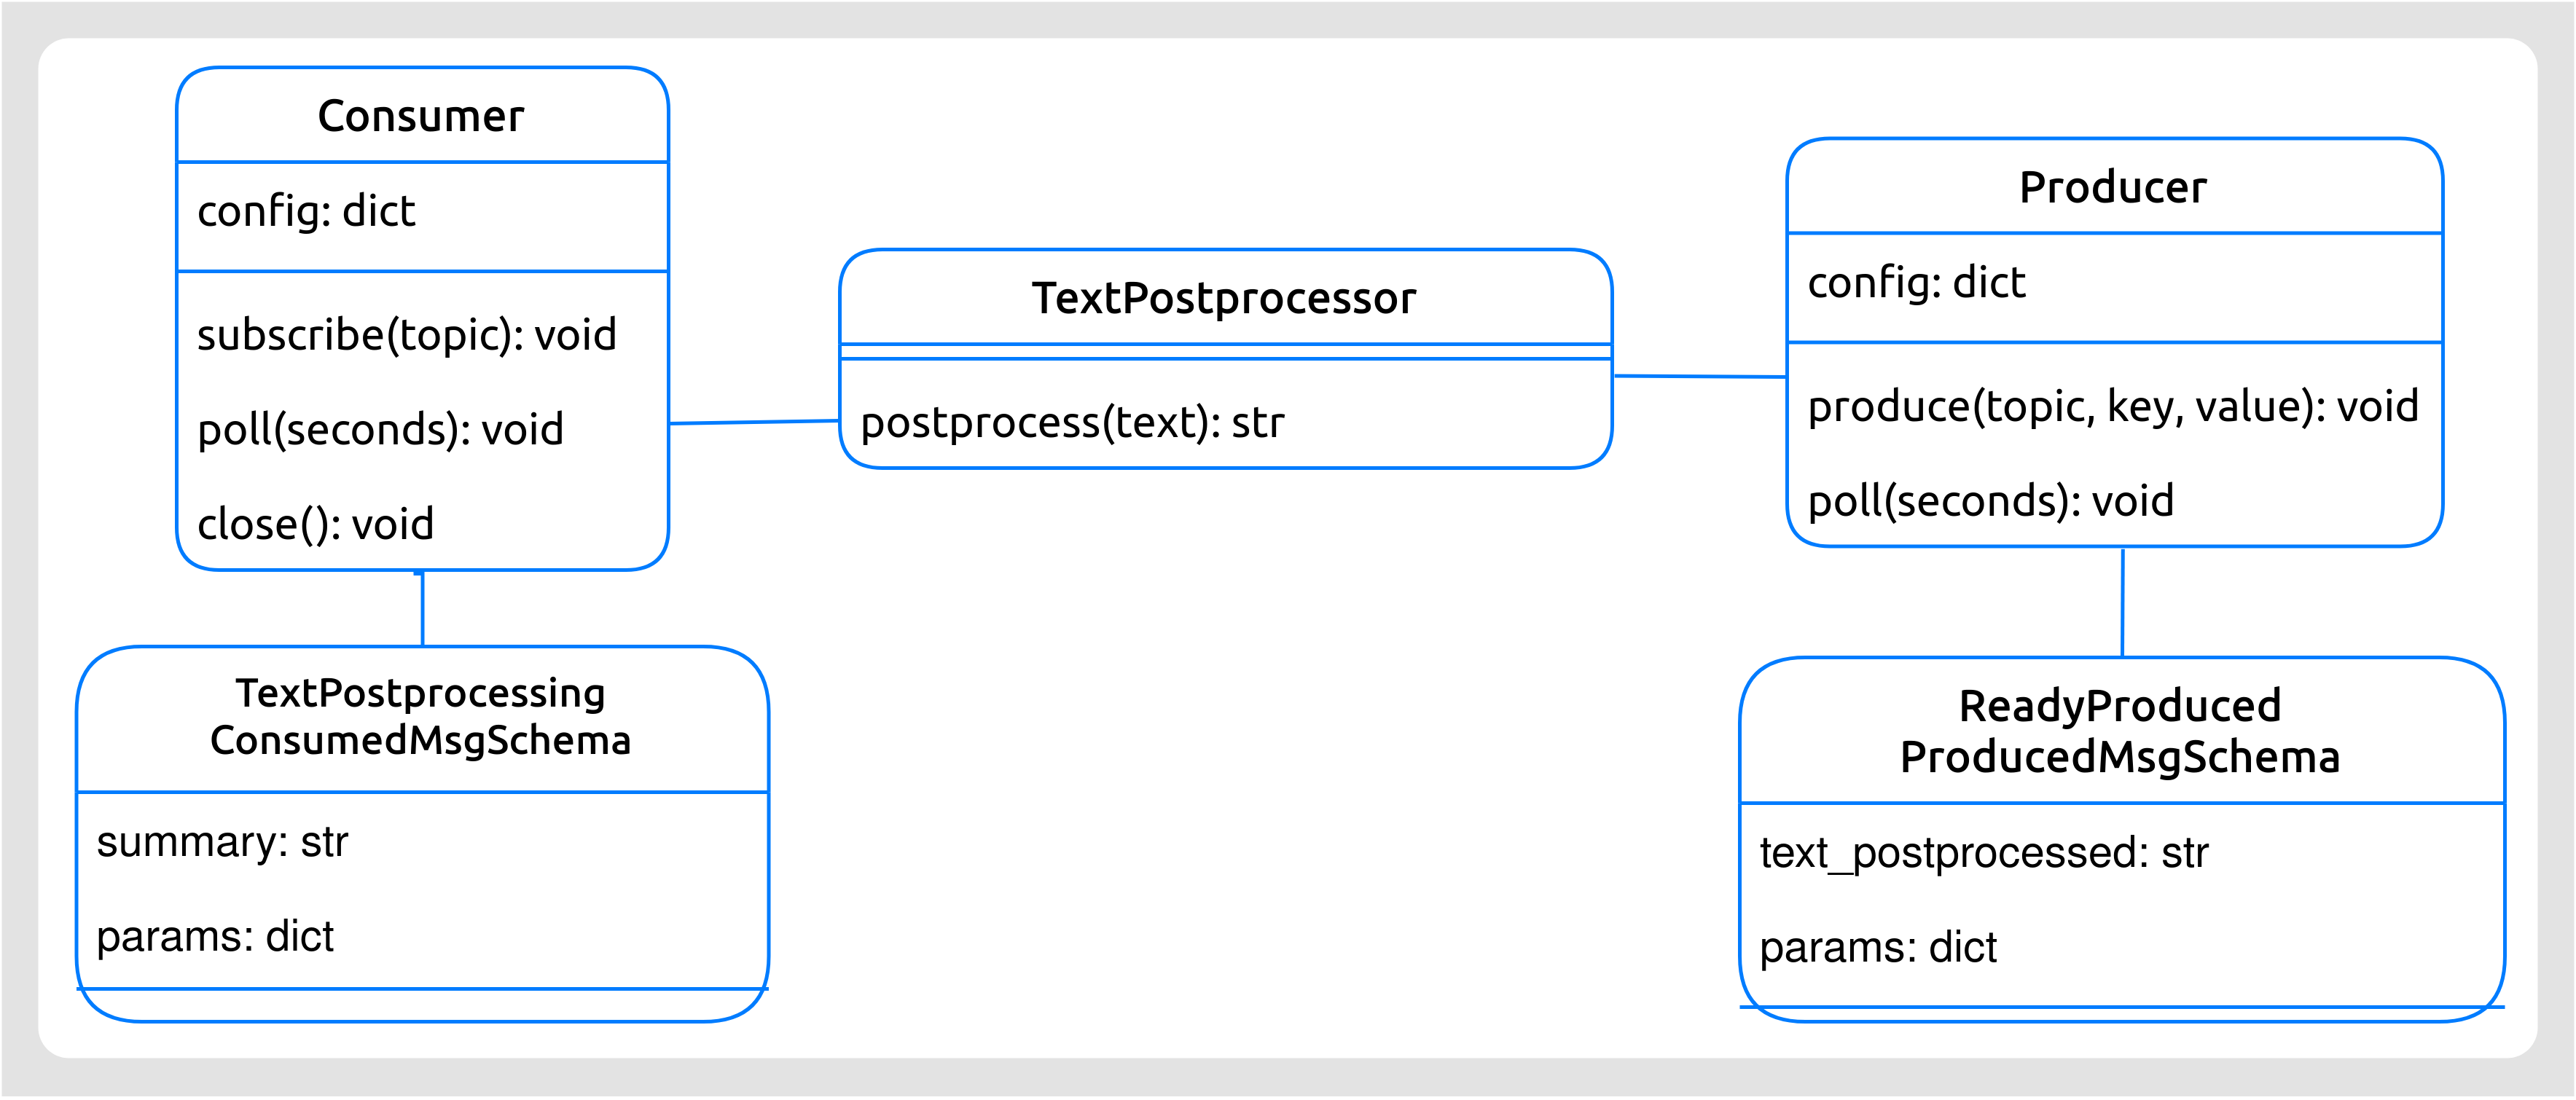 Consumer
config: dict
subscribe(topic): void
poll(seconds): void
close(): void
TextPostprocessor
postprocess(text): str
Producer
config: dict
produce(topic, key, value): void
poll(seconds): void
TextPostprocessing
ConsumedMsgSchema
summary: str
params: dict
ReadyProduced
ProducedMsgSchema
text_postprocessed: str
params: dict